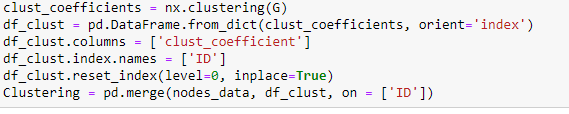 clust_coefficients = nx.clustering(G)
df_clust = pd.DataFrame.from_dict(clust_coefficients, orient='index')
df_clust.columns = ['clust_coefficient']
df_clust.index.names = ['ID']
df_clust.reset_index(level=0, inplace=True)
Clustering = pd.merge(nodes_data, df_clust, on = ['ID'])